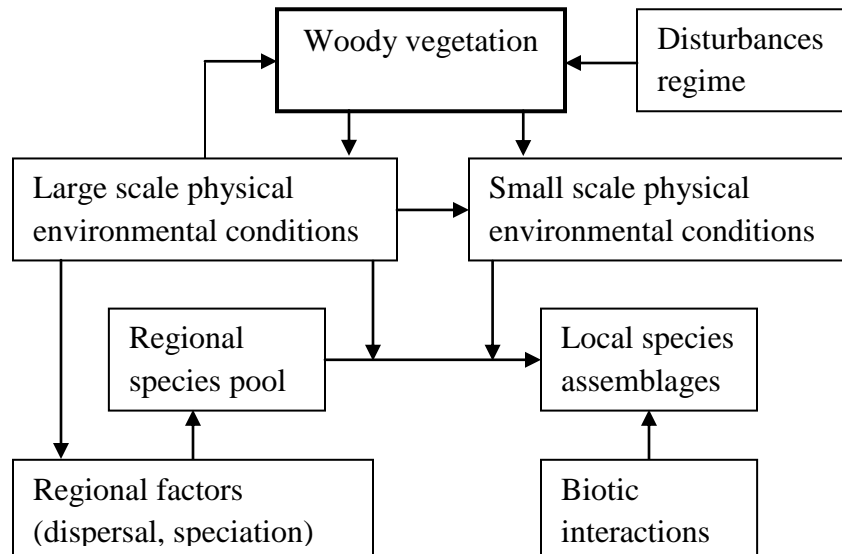 Woody vegetation
Disturbances
regime
Large scale physical
environmental conditions
Small scale physical
environmental conditions
Regional
species pool
Local species
assemblages
Regional factors
(dispersal, speciation)
Biotic
interactions